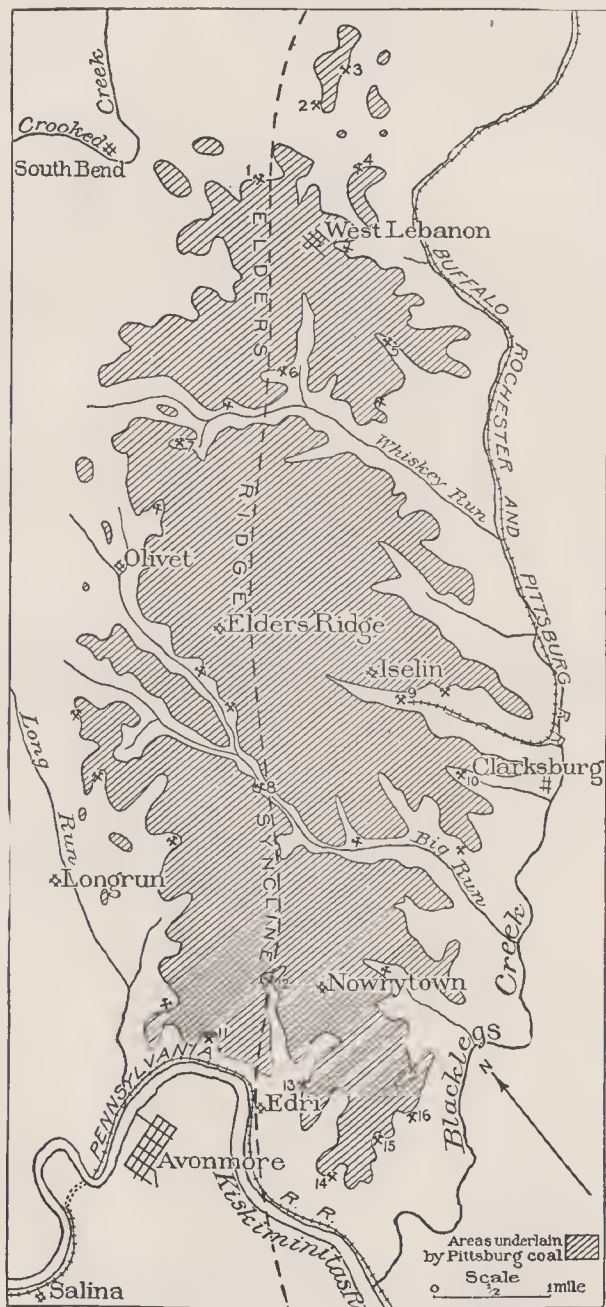 3
2
Creek
Crooked
South Bend
1
4
ELDERS
West Lebanon
BUFFALO
ROCHESTER AND
5
6
Whiskey Run
7
RIDGE
PITTSBURG R.R.
Olivet
Elders Ridge
Iselin
9
Long
Run
8
10
Clarksburg
SYNCLINE
Big Run
Longrun
Creek
12
Nowrytown
Blacklegs
N
11
PENNSYLVANIA
13
Edri
16
15
Avonmore
14
R. R.
Kiskiminitas R.
Areas underlain
by Pittsburg coal
Scale
0 1/2 1 mile
Salina